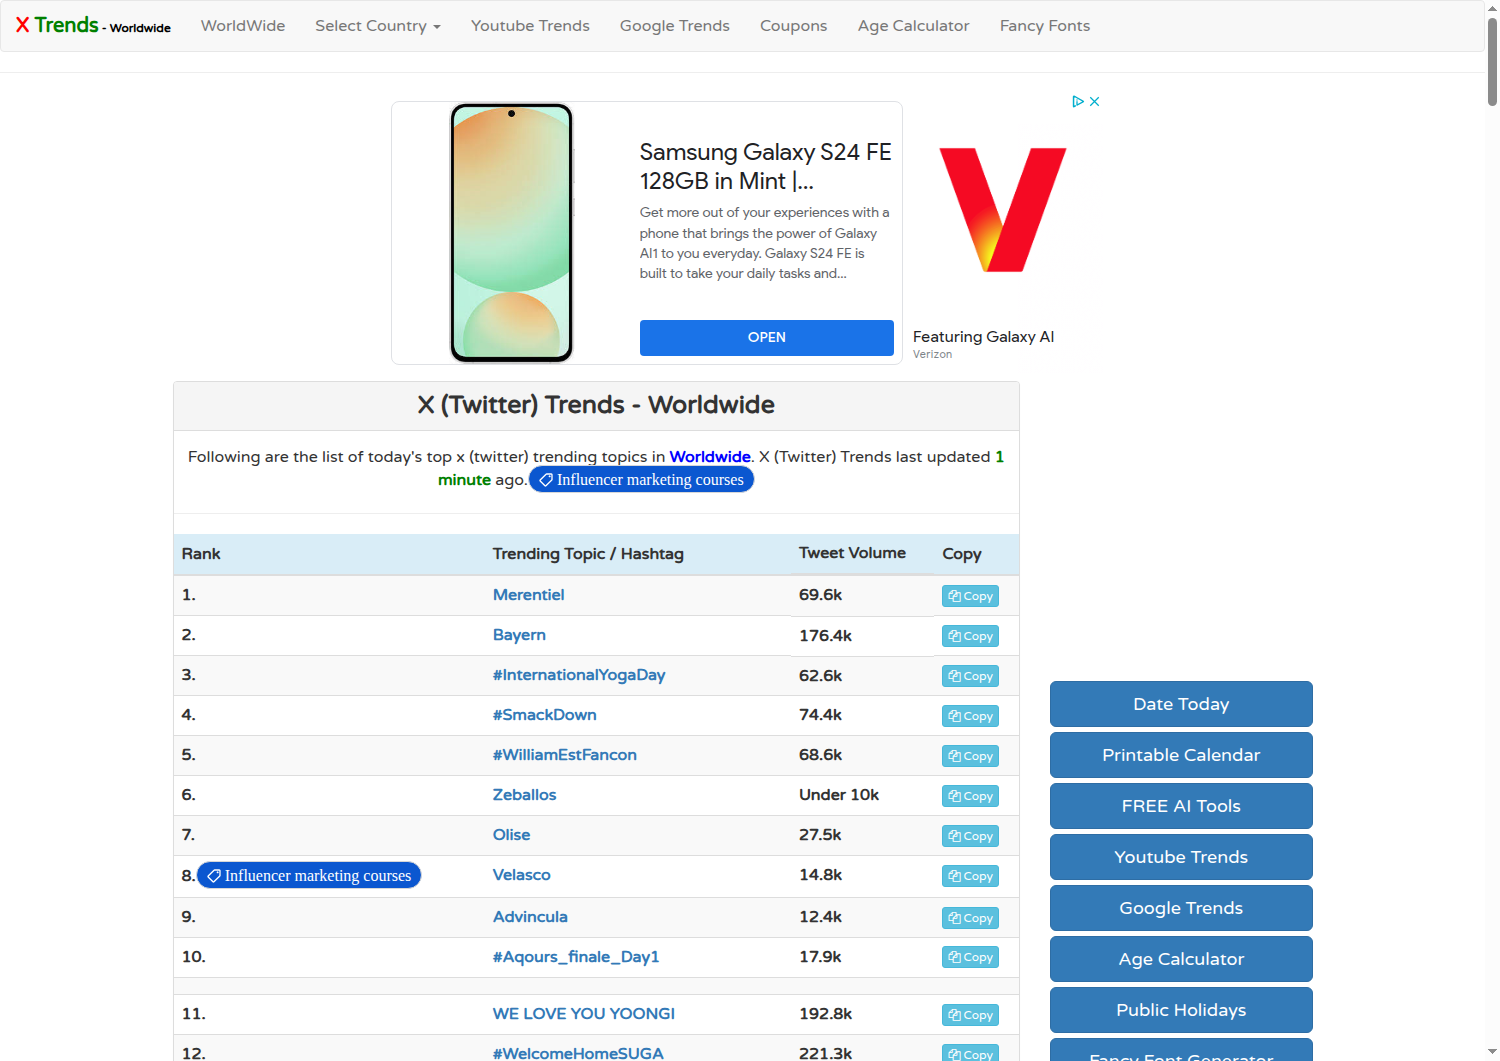 X Trends - Worldwide WorldWide Select Country Youtube Trends Google Trends Coupons Age Calculator Fancy Fonts
Samsung Galaxy S24 FE
128GB in Mint |...
Get more out of your experiences with a
phone that brings the power of Galaxy
AI1 to you everyday. Galaxy S24 FE is
built to take your daily tasks and...
OPEN
Featuring Galaxy AI
Verizon
X (Twitter) Trends - Worldwide
Following are the list of today's top x (twitter) trending topics in Worldwide. X (Twitter) Trends last updated 1
minute ago. Influencer marketing courses
Rank Trending Topic / Hashtag Tweet Volume Copy
1. Merentiel 69.6k Copy
2. Bayern 176.4k Copy
3. #InternationalYogaDay 62.6k Copy
4. #SmackDown 74.4k Copy
5. #WilliamEstFancon 68.6k Copy
6. Zeballos Under 10k Copy
7. Olise 27.5k Copy
8. Influencer marketing courses Velasco 14.8k Copy
9. Advincula 12.4k Copy
10. #Aqours_finale_Day1 17.9k Copy
11. WE LOVE YOU YOONGI 192.8k Copy
12. #WelcomeHomeSUGA 221.3k Copy
Date Today
Printable Calendar
FREE AI Tools
Youtube Trends
Google Trends
Age Calculator
Public Holidays
Fancy Font Generator